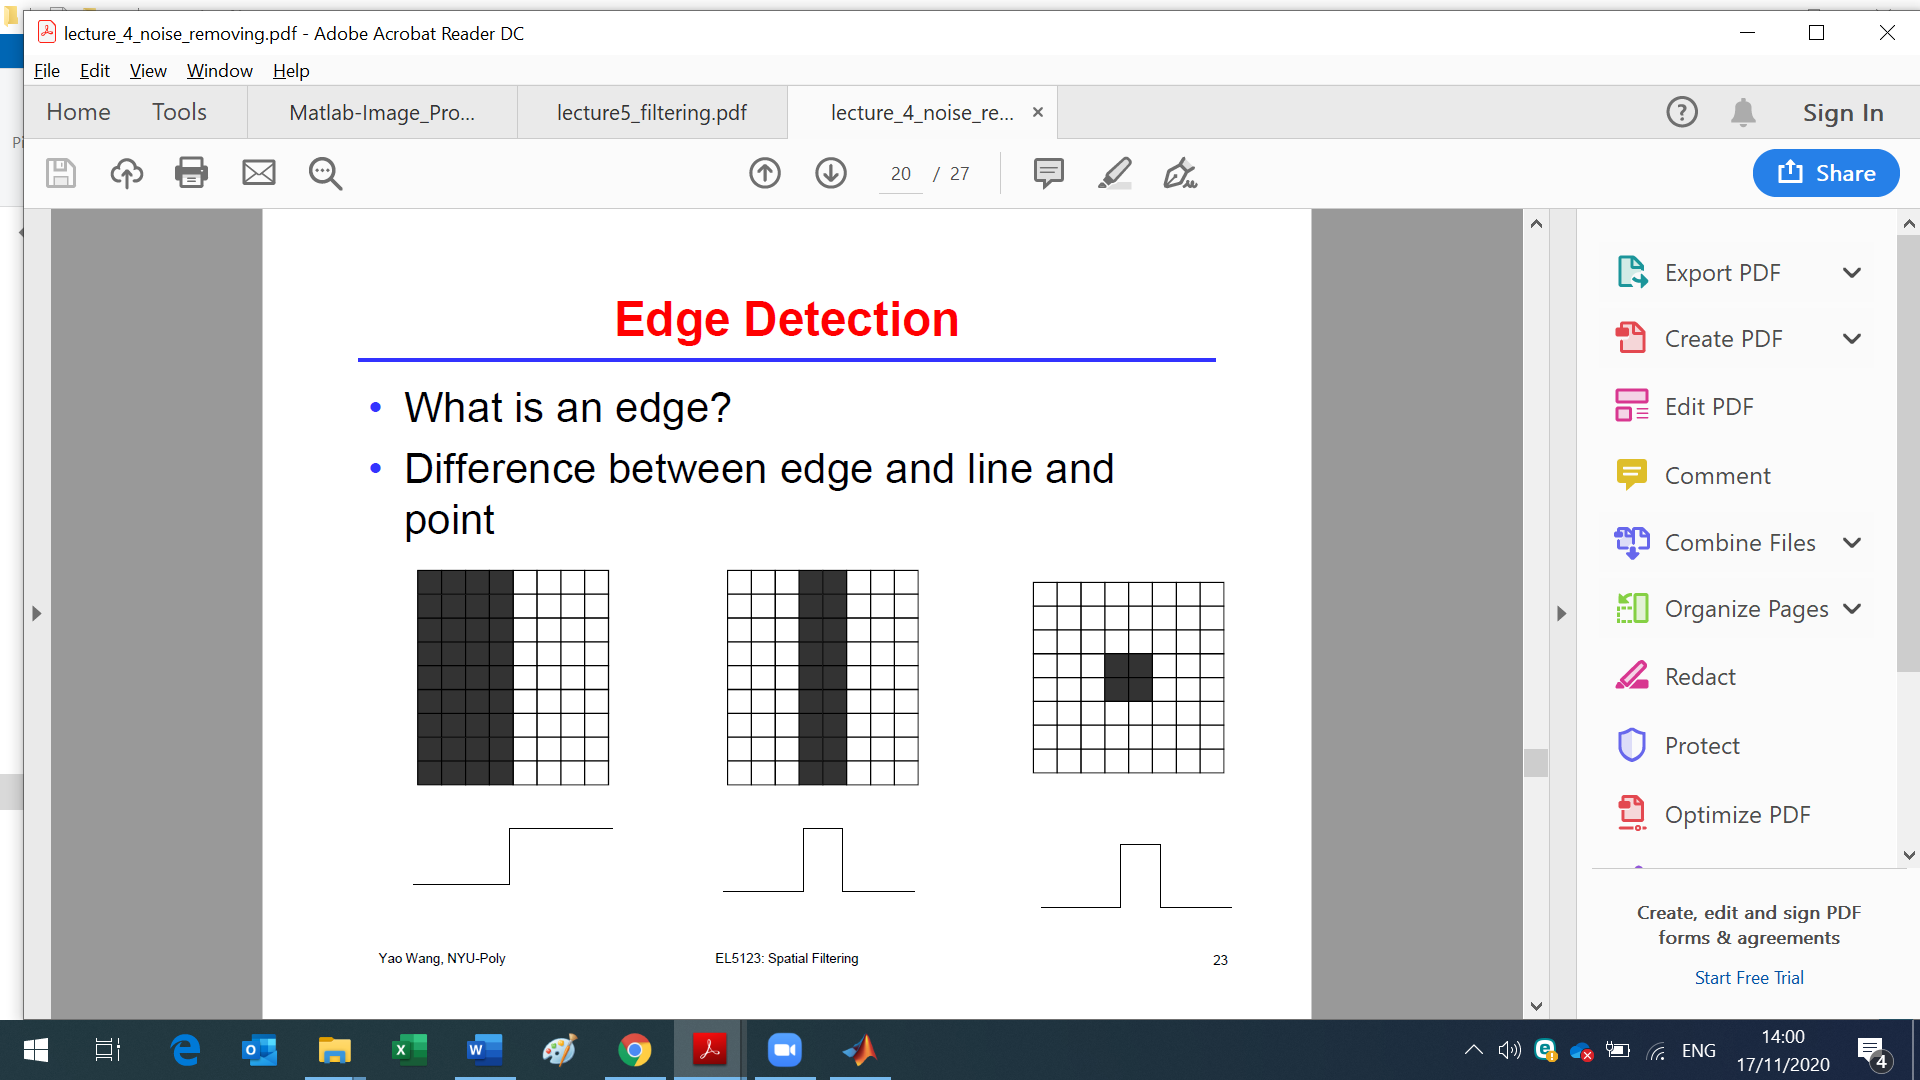 lecture_4_noise_removing.pdf - Adobe Acrobat Reader DC
File Edit View Window Help
Home Tools Matlab-Image_Pro... lecture5_filtering.pdf lecture_4_noise_re... Sign In
20 / 27 Share
Edge Detection
• What is an edge?
• Difference between edge and line and
point
Yao Wang, NYU-Poly EL5123: Spatial Filtering 23
Export PDF
Create PDF
Edit PDF
Comment
Combine Files
Organize Pages
Redact
Protect
Optimize PDF
Create, edit and sign PDF
forms & agreements
Start Free Trial
ENG 14:00
17/11/2020 4